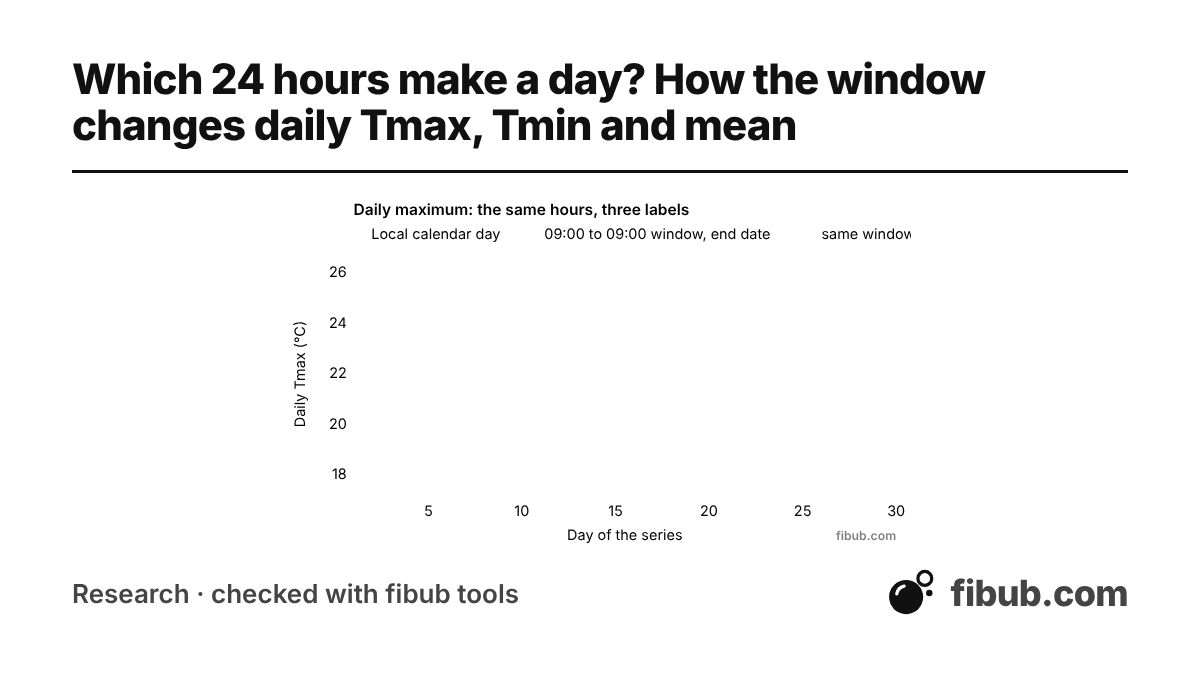 Which 24 hours make a day? How the window
changes daily Tmax, Tmin and mean
Daily maximum: the same hours, three labels
Local calendar day 09:00 to 09:00 window, end date same window
26
24
22
20
18
Daily Tmax (°C)
5 10 15 20 25 30
Day of the series
fibub.com
Research · checked with fibub tools
fibub.com